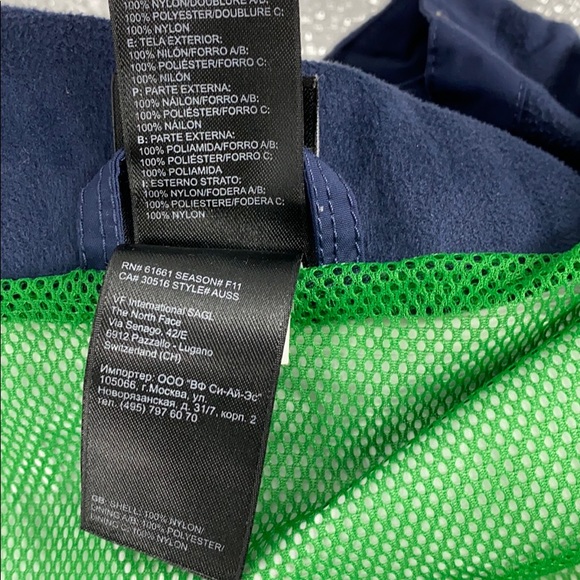 100% NYLON/DOUBLURE A/B:
100% POLYESTER/DOUBLURE C:
100% NYLON
E: TELA EXTERIOR:
100% NYLON/FORRO A/B:
100% POLIÉSTER/FORRO C:
100% NILÓN
P: PARTE EXTERNA:
100% NÁILON/FORRO A/B:
100% POLIÉSTER/FORRO C:
100% NÁILON
B: PARTE EXTERNA:
100% POLIAMIDA/FORRO A/B:
100% POLIÉSTER/FORRO C:
100% POLIAMIDA
I: ESTERNO STRATO:
100% NYLON/FODERA A/B:
100% POLIESTERE/FODERA C:
100% NYLON
RN# 61661 SEASON# F11
CA# 30516 STYLE# AUSS
VF International SAGL
The North Face
Via Senago, 42/E
6912 Pazzallo - Lugano
Switzerland (CH)
Импортер: ООО "ВФ Си-Ай-Эс"
105066, г.Москва, ул.
Новорязанская, д. 31/7, корп. 2
тел. (495) 797 60 70
GB: SHELL: 100% NYLON/
LINING A/B: 100% POLYESTER/
LINING C: 100% NYLON